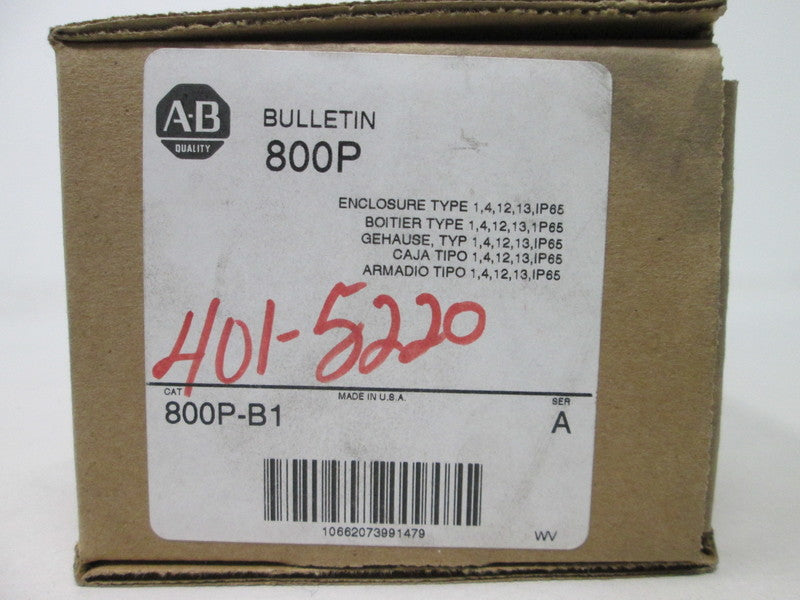 A-B
QUALITY
BULLETIN
800P
ENCLOSURE TYPE 1,4,12,13,IP65
BOITIER TYPE 1,4,12,13,1P65
GEHAUSE, TYP 1,4,12,13,IP65
CAJA TIPO 1,4,12,13,IP65
ARMADIO TIPO 1,4,12,13,IP65
401-5220
CAT MADE IN U.S.A. SER
800P-B1 A
10662073991479 WV